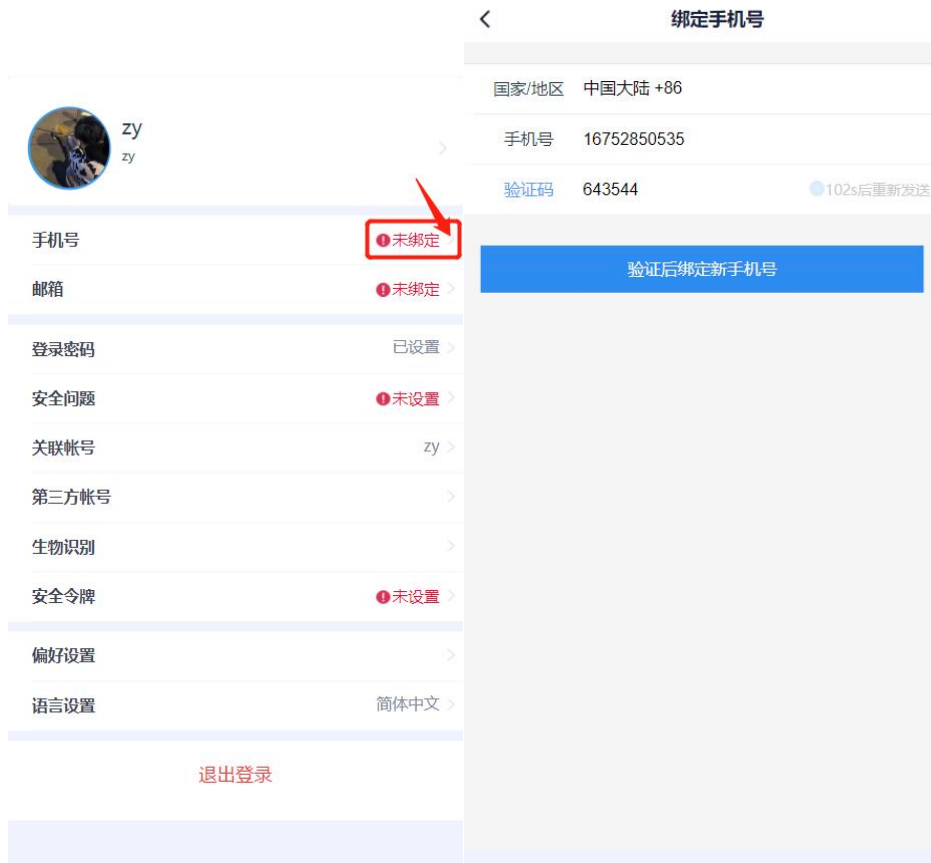 zy
zy
手机号
未绑定
邮箱
未绑定
登录密码
已设置
安全问题
未设置
关联帐号
zy
第三方帐号
生物识别
安全令牌
未设置
偏好设置
语言设置
简体中文
退出登录
绑定手机号
国家/地区 中国大陆 +86
手机号 16752850535
验证码 643544 102s后重新发送
验证后绑定新手机号